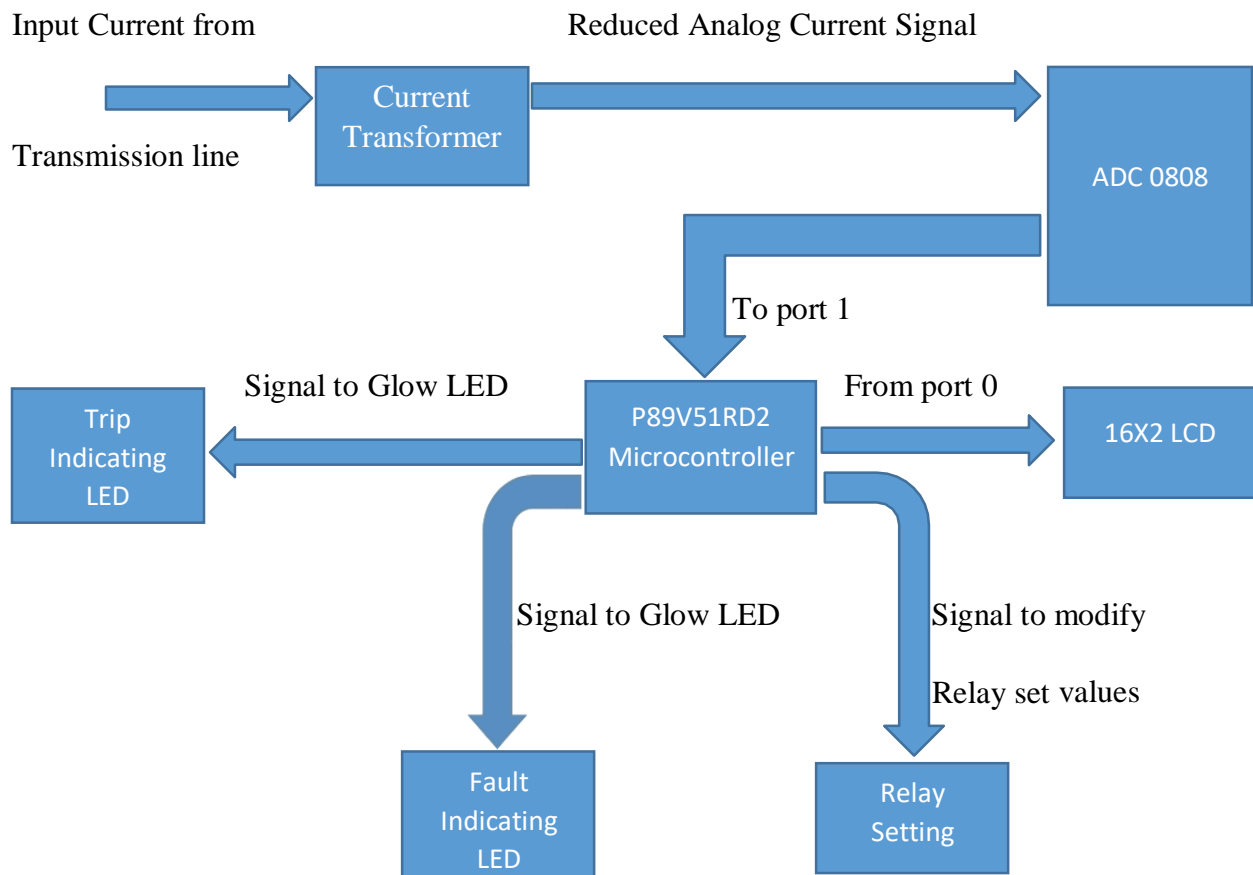 Input Current from
Reduced Analog Current Signal
Current
Transformer
Transmission line
ADC 0808
To port 1
Signal to Glow LED
From port 0
Trip
Indicating
LED
P89V51RD2
Microcontroller
16X2 LCD
Signal to Glow LED
Signal to modify
Relay set values
Fault
Indicating
LED
Relay
Setting